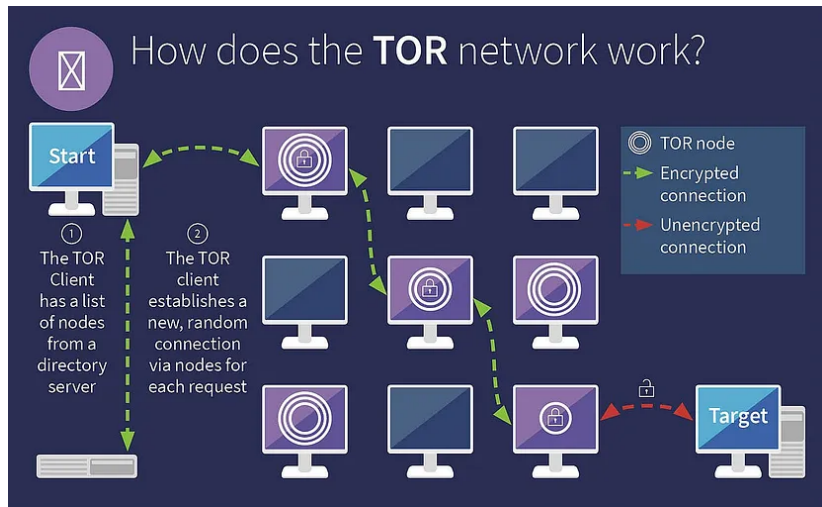 How does the TOR network work?
Start
1
The TOR
Client
has a list
of nodes
from a
directory
server
2
The TOR
client
establishes a
new, random
connection
via nodes for
each request
TOR node
Encrypted
connection
Unencrypted
connection
Target